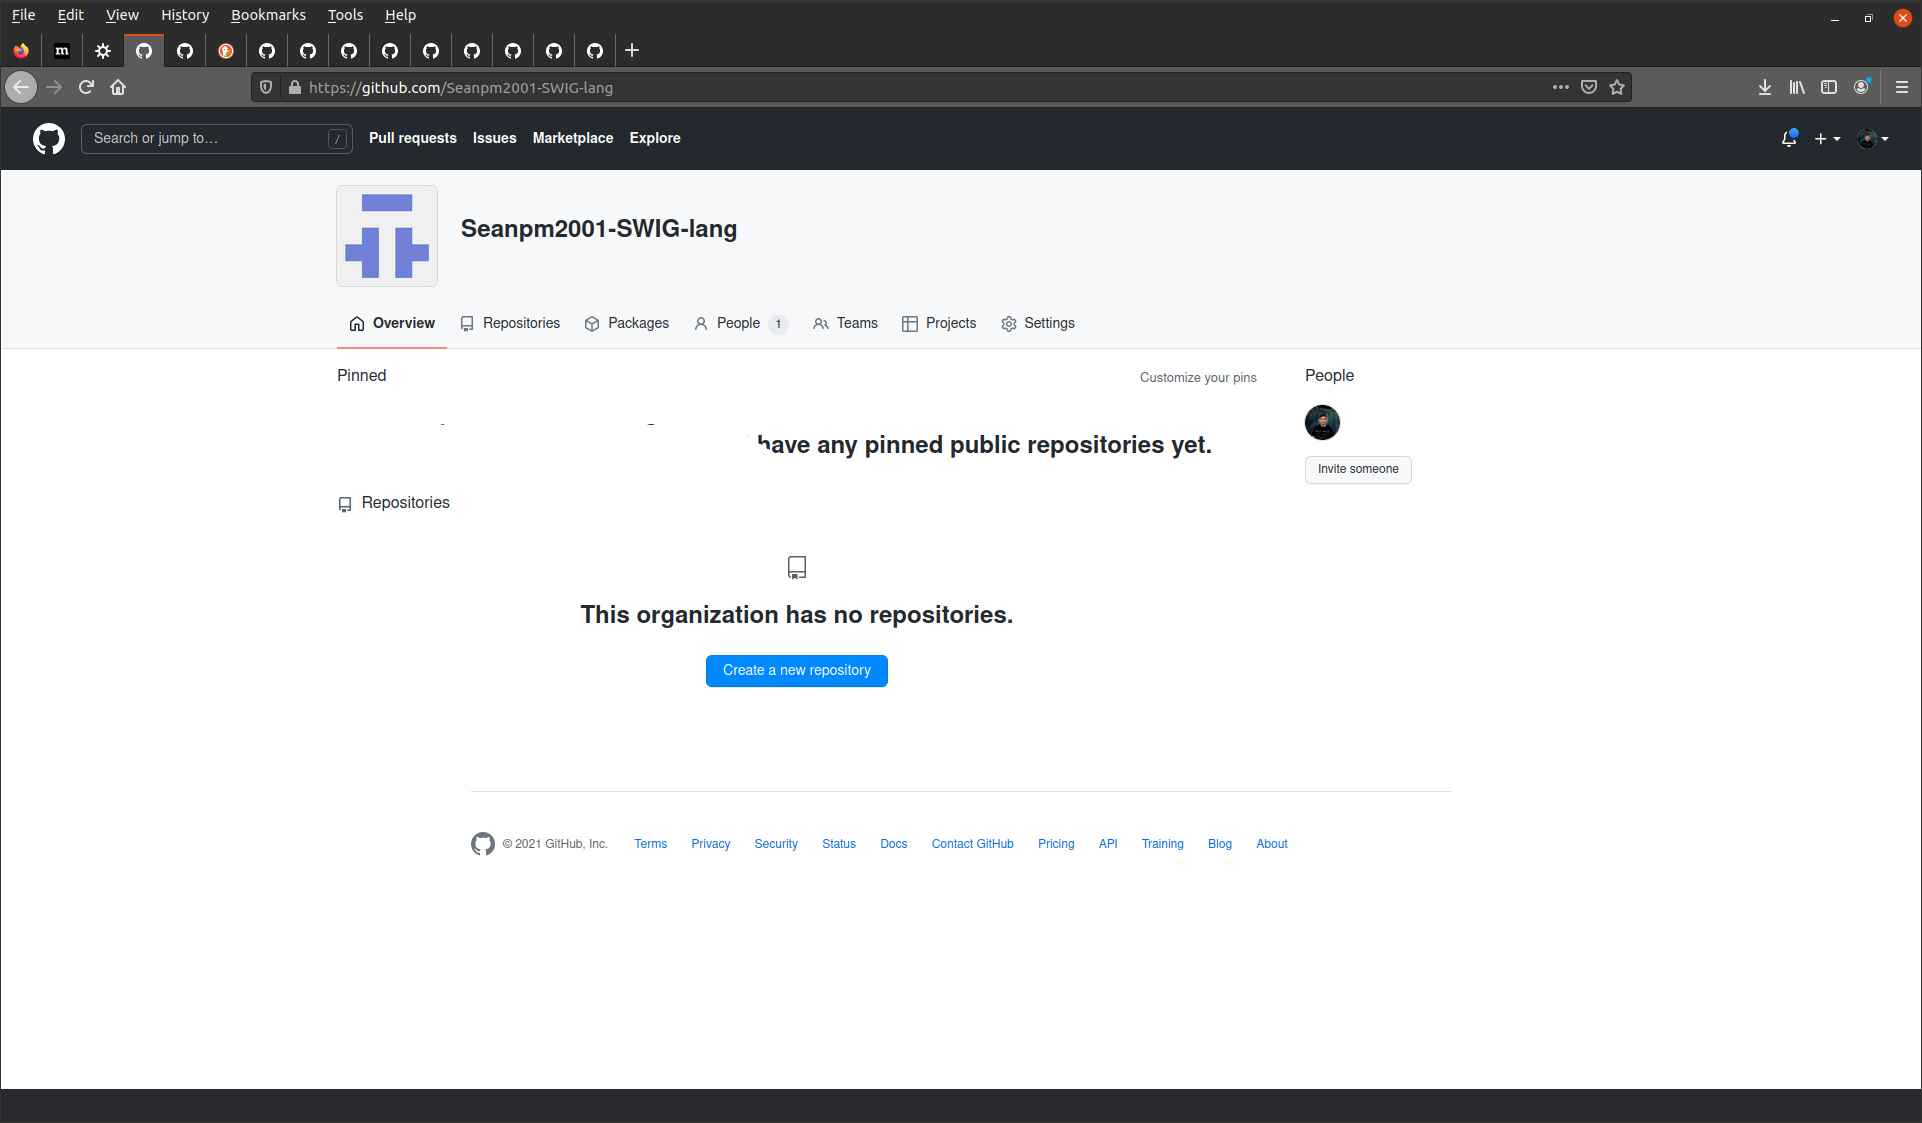 File Edit View History Bookmarks Tools Help
https://github.com/Seanpm2001-SWIG-lang
Search or jump to… / Pull requests Issues Marketplace Explore
Seanpm2001-SWIG-lang
Overview Repositories Packages People 1 Teams Projects Settings
Pinned Customize your pins People
have any pinned public repositories yet.
Invite someone
Repositories
This organization has no repositories.
Create a new repository
© 2021 GitHub, Inc. Terms Privacy Security Status Docs Contact GitHub Pricing API Training Blog About